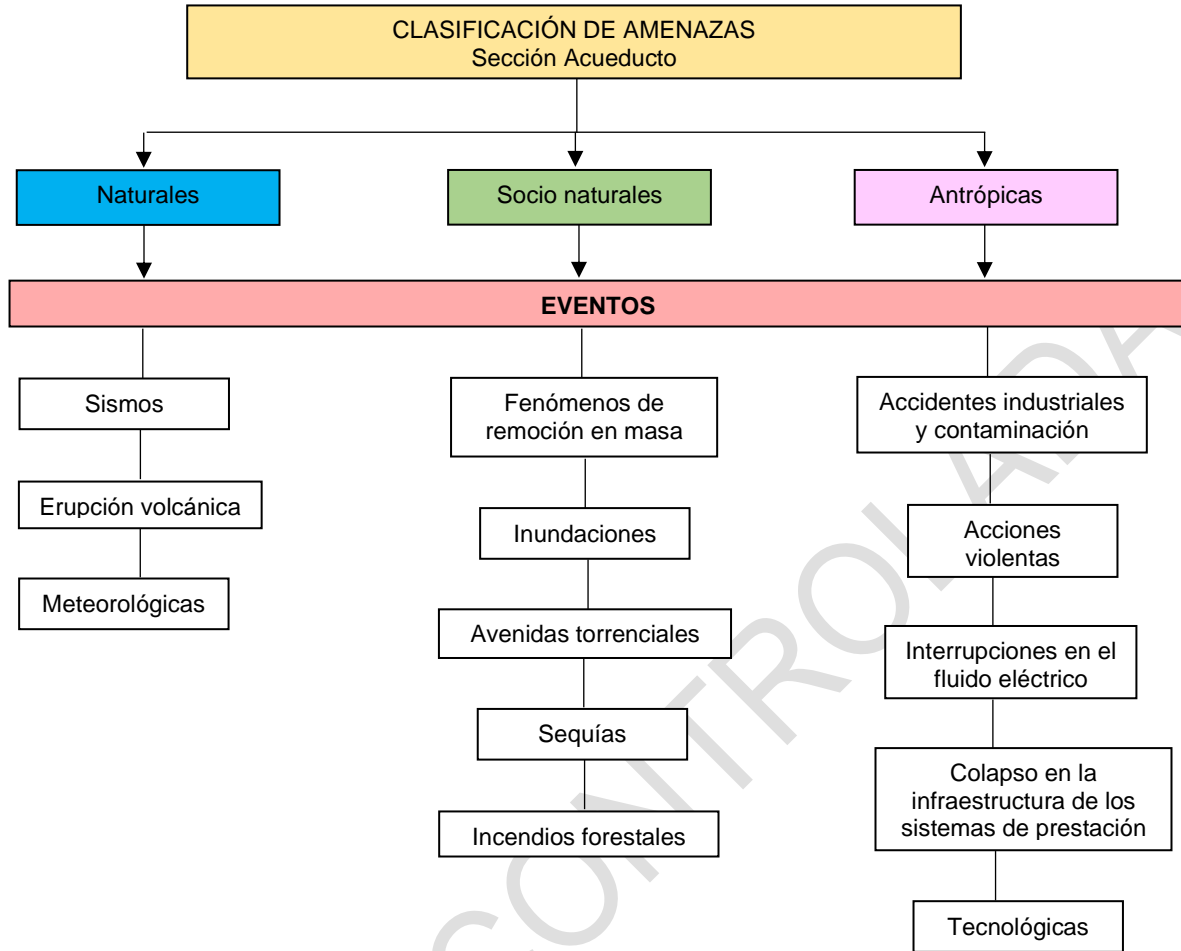 CLASIFICACIÓN DE AMENAZAS
Sección Acueducto
Naturales
Socio naturales
Antrópicas
EVENTOS
Sismos
Erupción volcánica
Meteorológicas
Fenómenos de
remoción en masa
Inundaciones
Avenidas torrenciales
Sequías
Incendios forestales
Accidentes industriales
y contaminación
Acciones
violentas
Interrupciones en el
fluido eléctrico
Colapso en la
infraestructura de los
sistemas de prestación
Tecnológicas
CONTROLADA